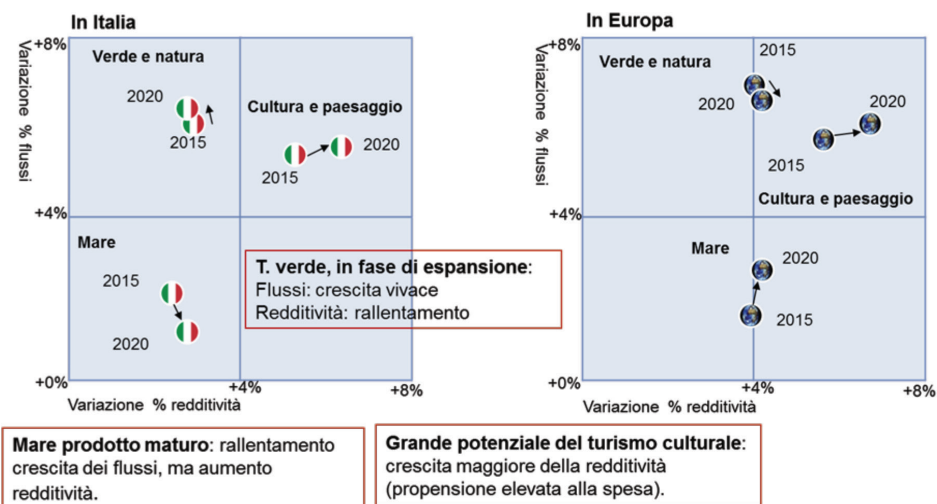 In Italia
+8%
Variazione % flussi
Verde e natura
2020
2015
Cultura e paesaggio
2020
2015
+4%
Mare
2015
2020
+0%
+4%
+8%
Variazione % redditività
In Europa
+8%
Variazione % flussi
Verde e natura
2015
2020
2020
2015
Cultura e paesaggio
+4%
Mare
2020
2015
+0%
+4%
+8%
Variazione % redditività
T. verde, in fase di espansione:
Flussi: crescita vivace
Redditività: rallentamento
Mare prodotto maturo: rallentamento
crescita dei flussi, ma aumento
redditività.
Grande potenziale del turismo culturale:
crescita maggiore della redditività
(propensione elevata alla spesa).